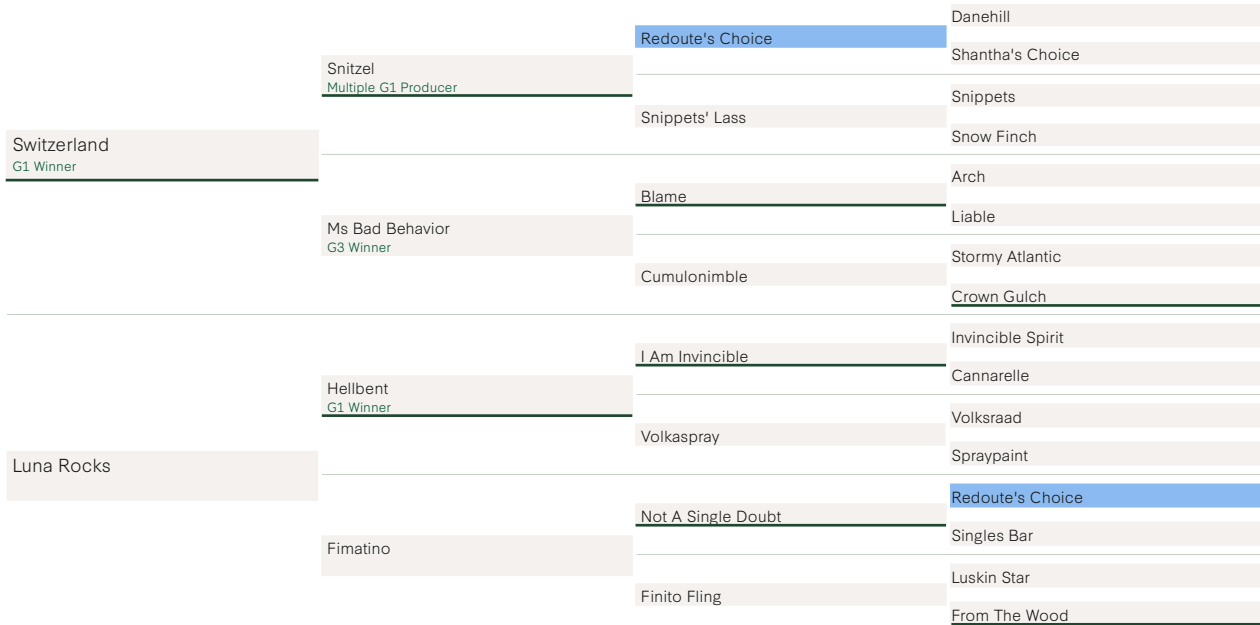 Switzerland
G1 Winner
Snitzel
Multiple G1 Producer
Redoute's Choice
Danehill
Shantha's Choice
Snippets' Lass
Snippets
Snow Finch
Ms Bad Behavior
G3 Winner
Blame
Arch
Liable
Cumulonimble
Stormy Atlantic
Crown Gulch
Luna Rocks
Hellbent
G1 Winner
I Am Invincible
Invincible Spirit
Cannarelle
Volkaspray
Volksraad
Spraypaint
Fimatino
Not A Single Doubt
Redoute's Choice
Singles Bar
Finito Fling
Luskin Star
From The Wood